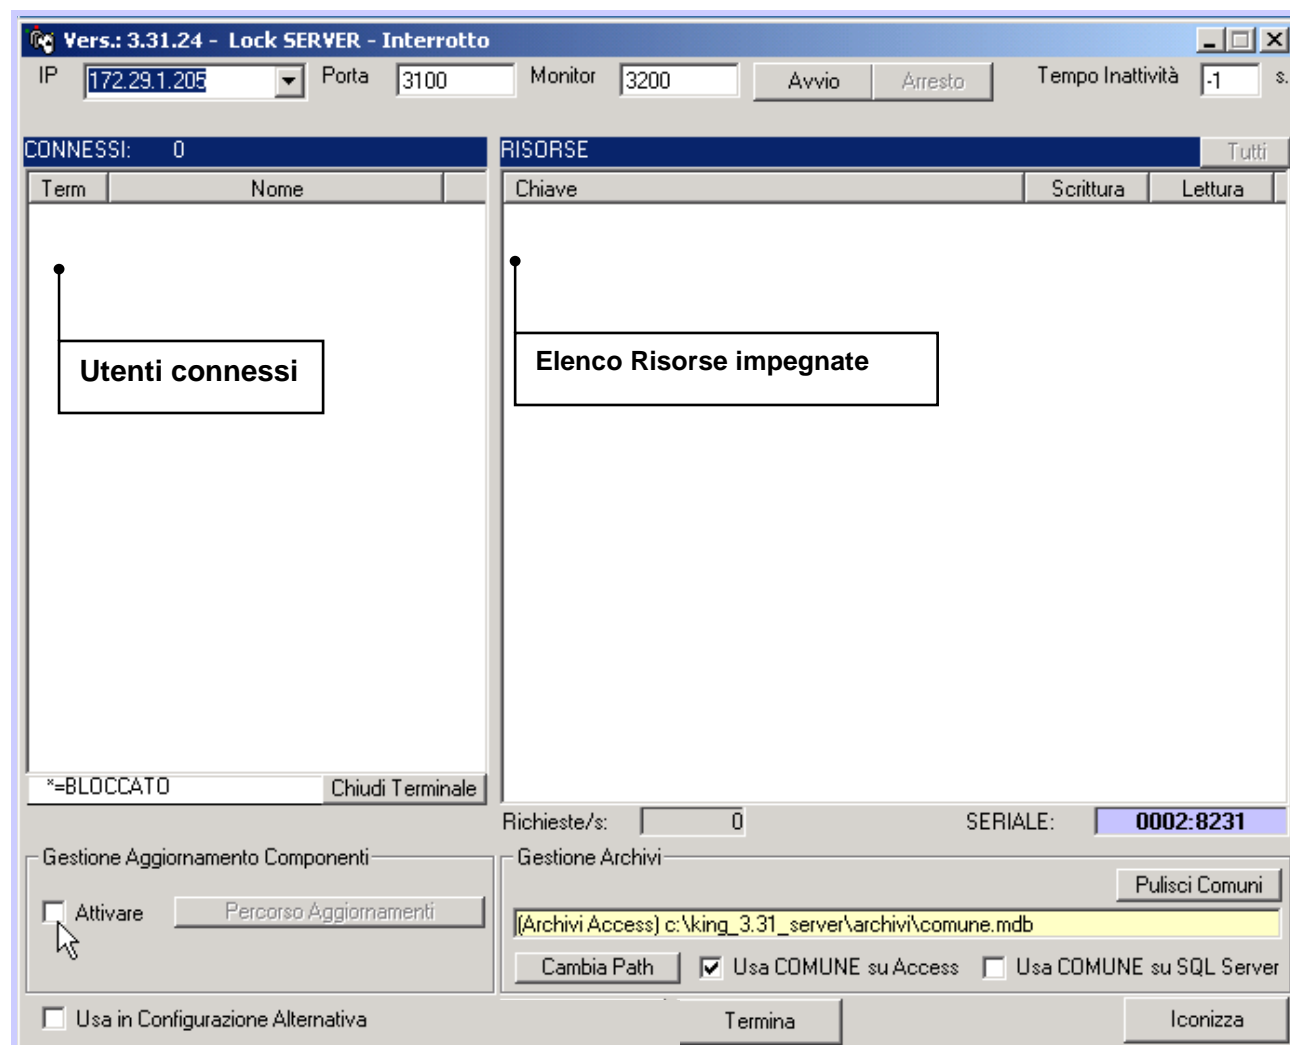 Vers.: 3.31.24 - Lock SERVER - Interrotto
IP 172.29.1.205 Porta 3100 Monitor 3200 Avvio Arresto Tempo Inattività -1 s.
CONNESSI: 0 RISORSE Tutti
Term Nome Chiave Scrittura Lettura
Utenti connessi
Elenco Risorse impegnate
*=BLOCCATO Chiudi Terminale
Richieste/s: 0 SERIALE: 0002:8231
Gestione Aggiornamento Componenti Gestione Archivi
Pulisci Comuni
Attivare Percorso Aggiornamenti
(Archivi Access) c:\king_3.31_server\archivi\comune.mdb
Cambia Path Usa COMUNE su Access Usa COMUNE su SQL Server
Usa in Configurazione Alternativa Termina Iconizza